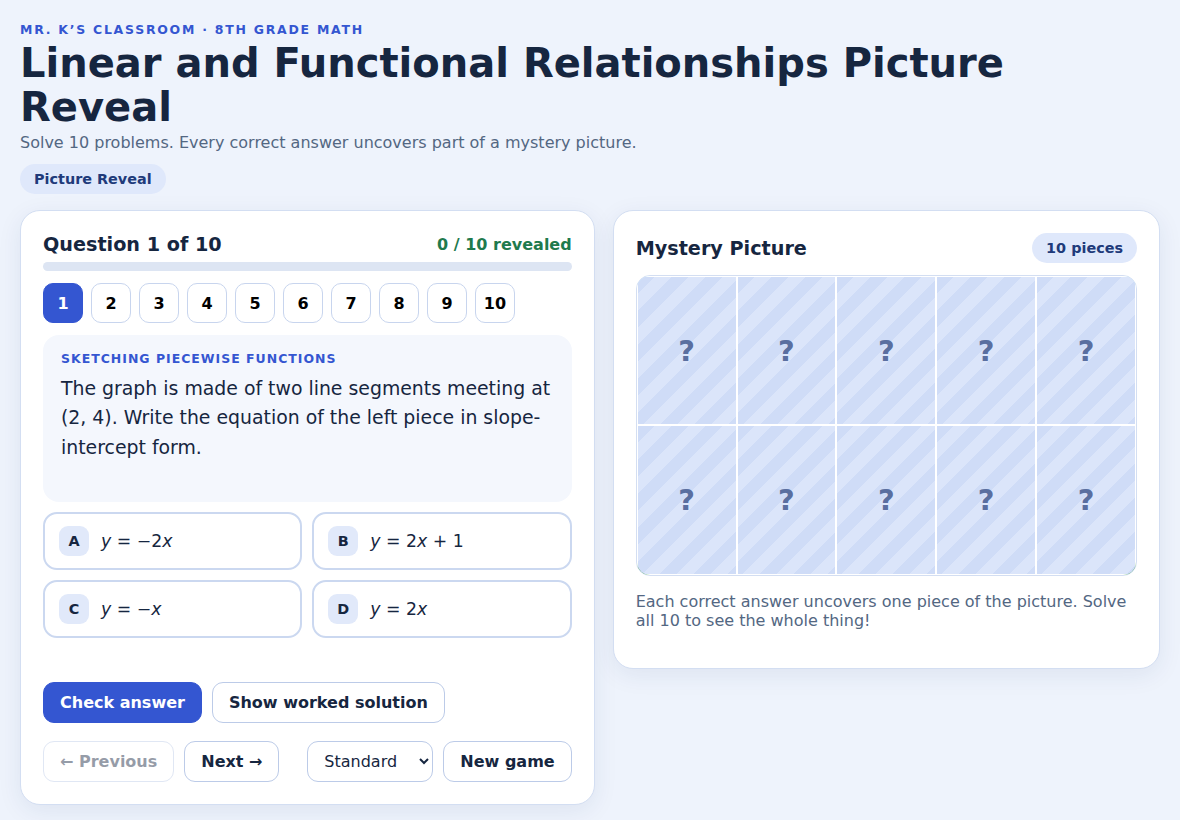 MR. K’S CLASSROOM · 8TH GRADE MATH
Linear and Functional Relationships Picture
Reveal
Solve 10 problems. Every correct answer uncovers part of a mystery picture.
Picture Reveal
Question 1 of 10
0 / 10 revealed
1 2 3 4 5 6 7 8 9 10
SKETCHING PIECEWISE FUNCTIONS
The graph is made of two line segments meeting at
(2, 4). Write the equation of the left piece in slope-
intercept form.
A y = −2x
B y = 2x + 1
C y = −x
D y = 2x
Check answer
Show worked solution
← Previous
Next →
Standard
New game
Mystery Picture
10 pieces
? ? ? ? ?
? ? ? ? ?
Each correct answer uncovers one piece of the picture. Solve
all 10 to see the whole thing!